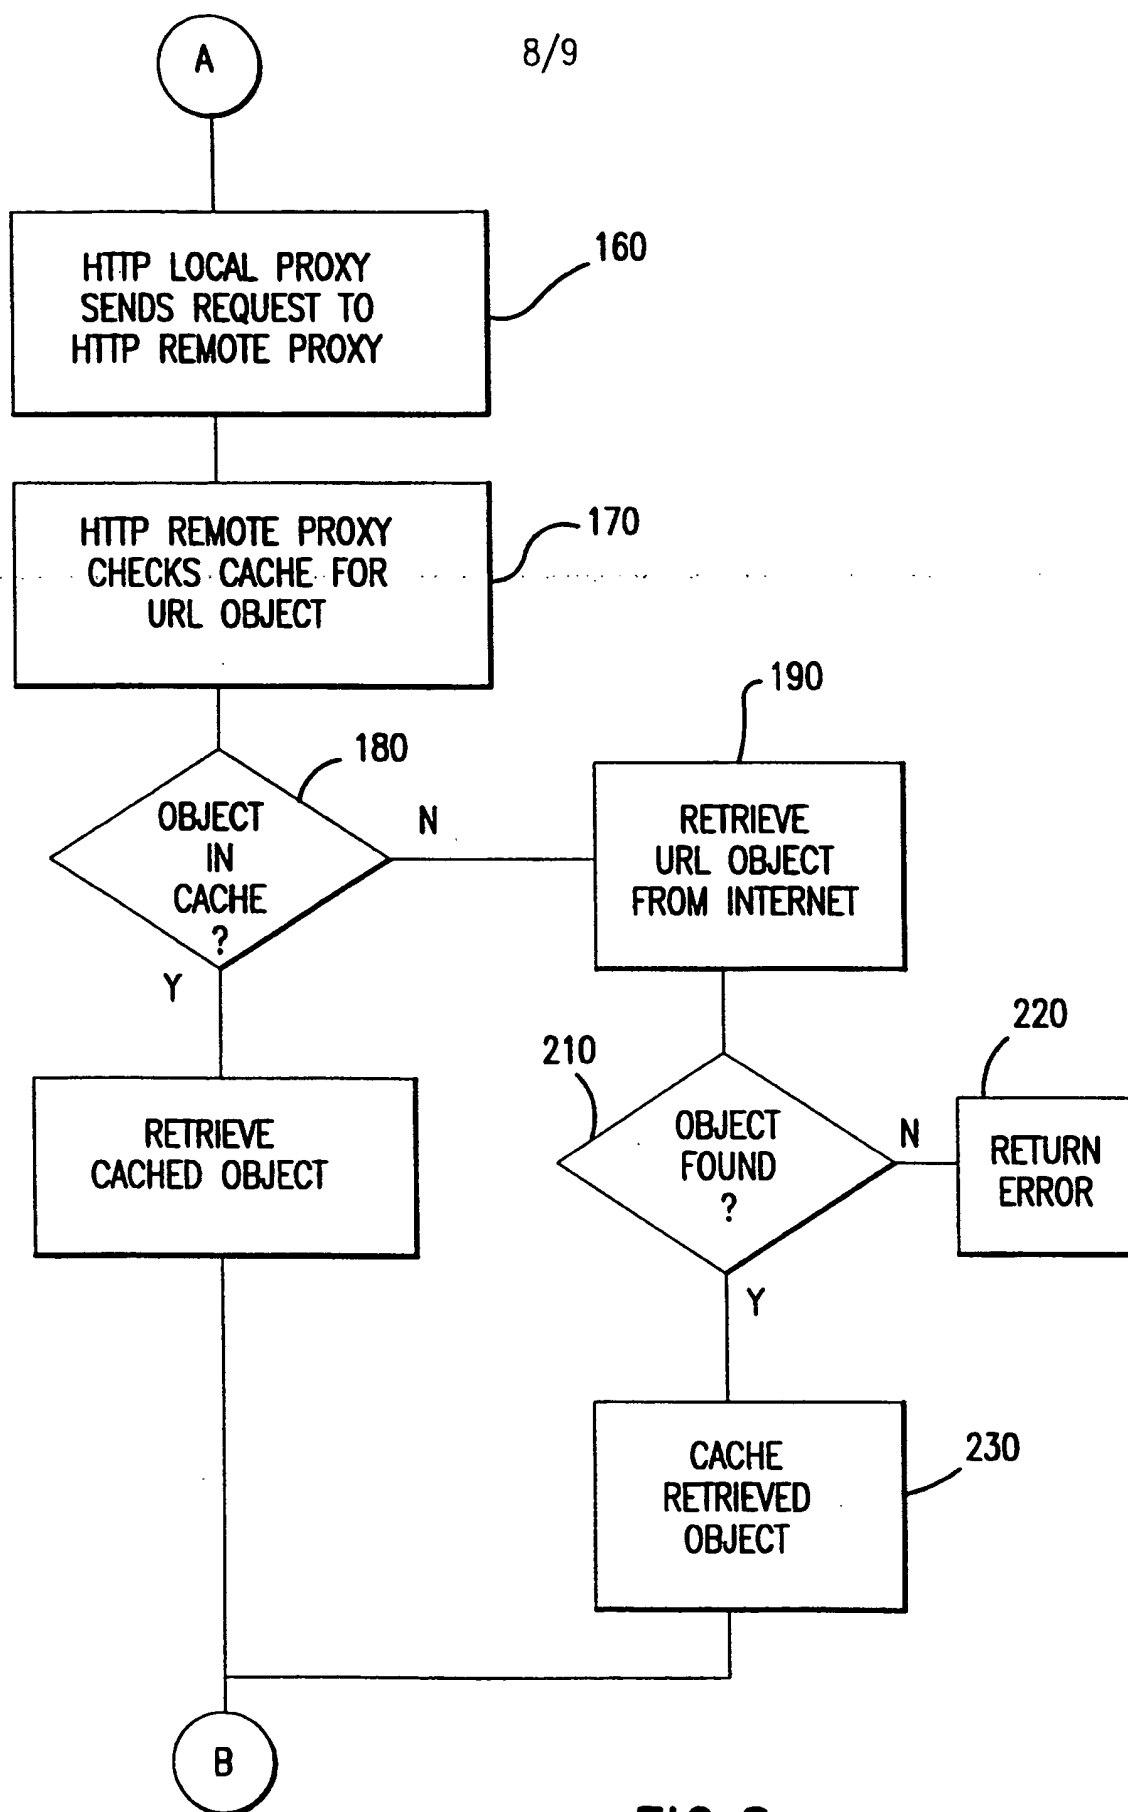 A
8/9
HTTP LOCAL PROXY
SENDS REQUEST TO
HTTP REMOTE PROXY
160
HTTP REMOTE PROXY
CHECKS CACHE FOR
URL OBJECT
170
180
OBJECT
IN
CACHE
?
N
Y
190
RETRIEVE
URL OBJECT
FROM INTERNET
RETRIEVE
CACHED OBJECT
210
OBJECT
FOUND
?
N
Y
220
RETURN
ERROR
CACHE
RETRIEVED
OBJECT
230
B